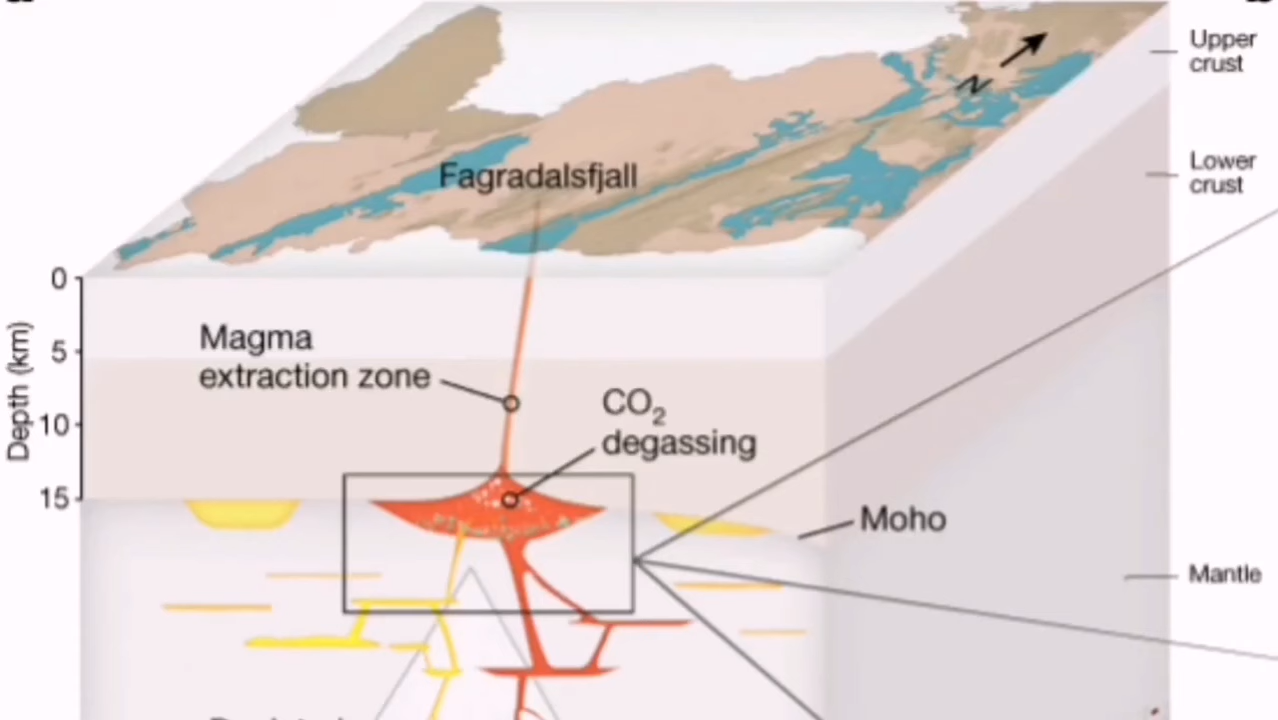 Upper
crust
N
Lower
crust
Fagradalsfjall
0
Magma
extraction zone
5
CO₂
degassing
10
Depth (km)
15
Moho
Mantle